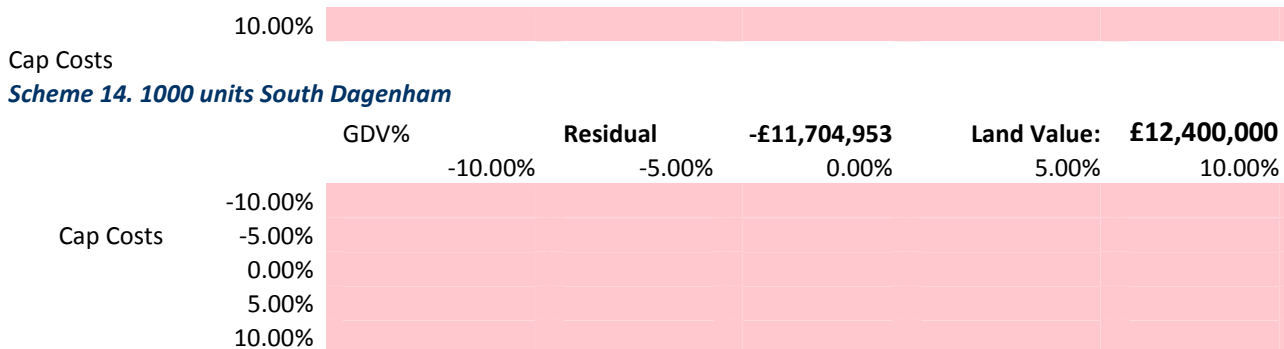 10.00%
Cap Costs
Scheme 14. 1000 units South Dagenham
GDV% Residual -£11,704,953 Land Value: £12,400,000
-10.00% -5.00% 0.00% 5.00% 10.00%
-10.00%
Cap Costs -5.00%
0.00%
5.00%
10.00%